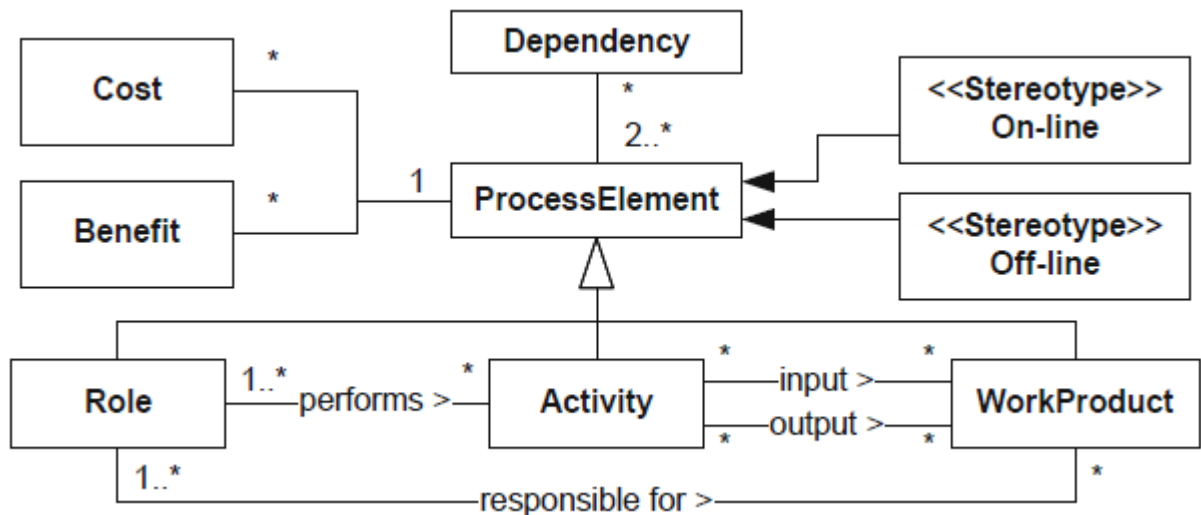 Cost
*
Dependency
*
2..*
<<Stereotype>>
On-line
Benefit
*
1
ProcessElement
<<Stereotype>>
Off-line
Role
1..*
performs >
*
Activity
*
input >
*
*
output >
*
WorkProduct
1..*
responsible for >
*